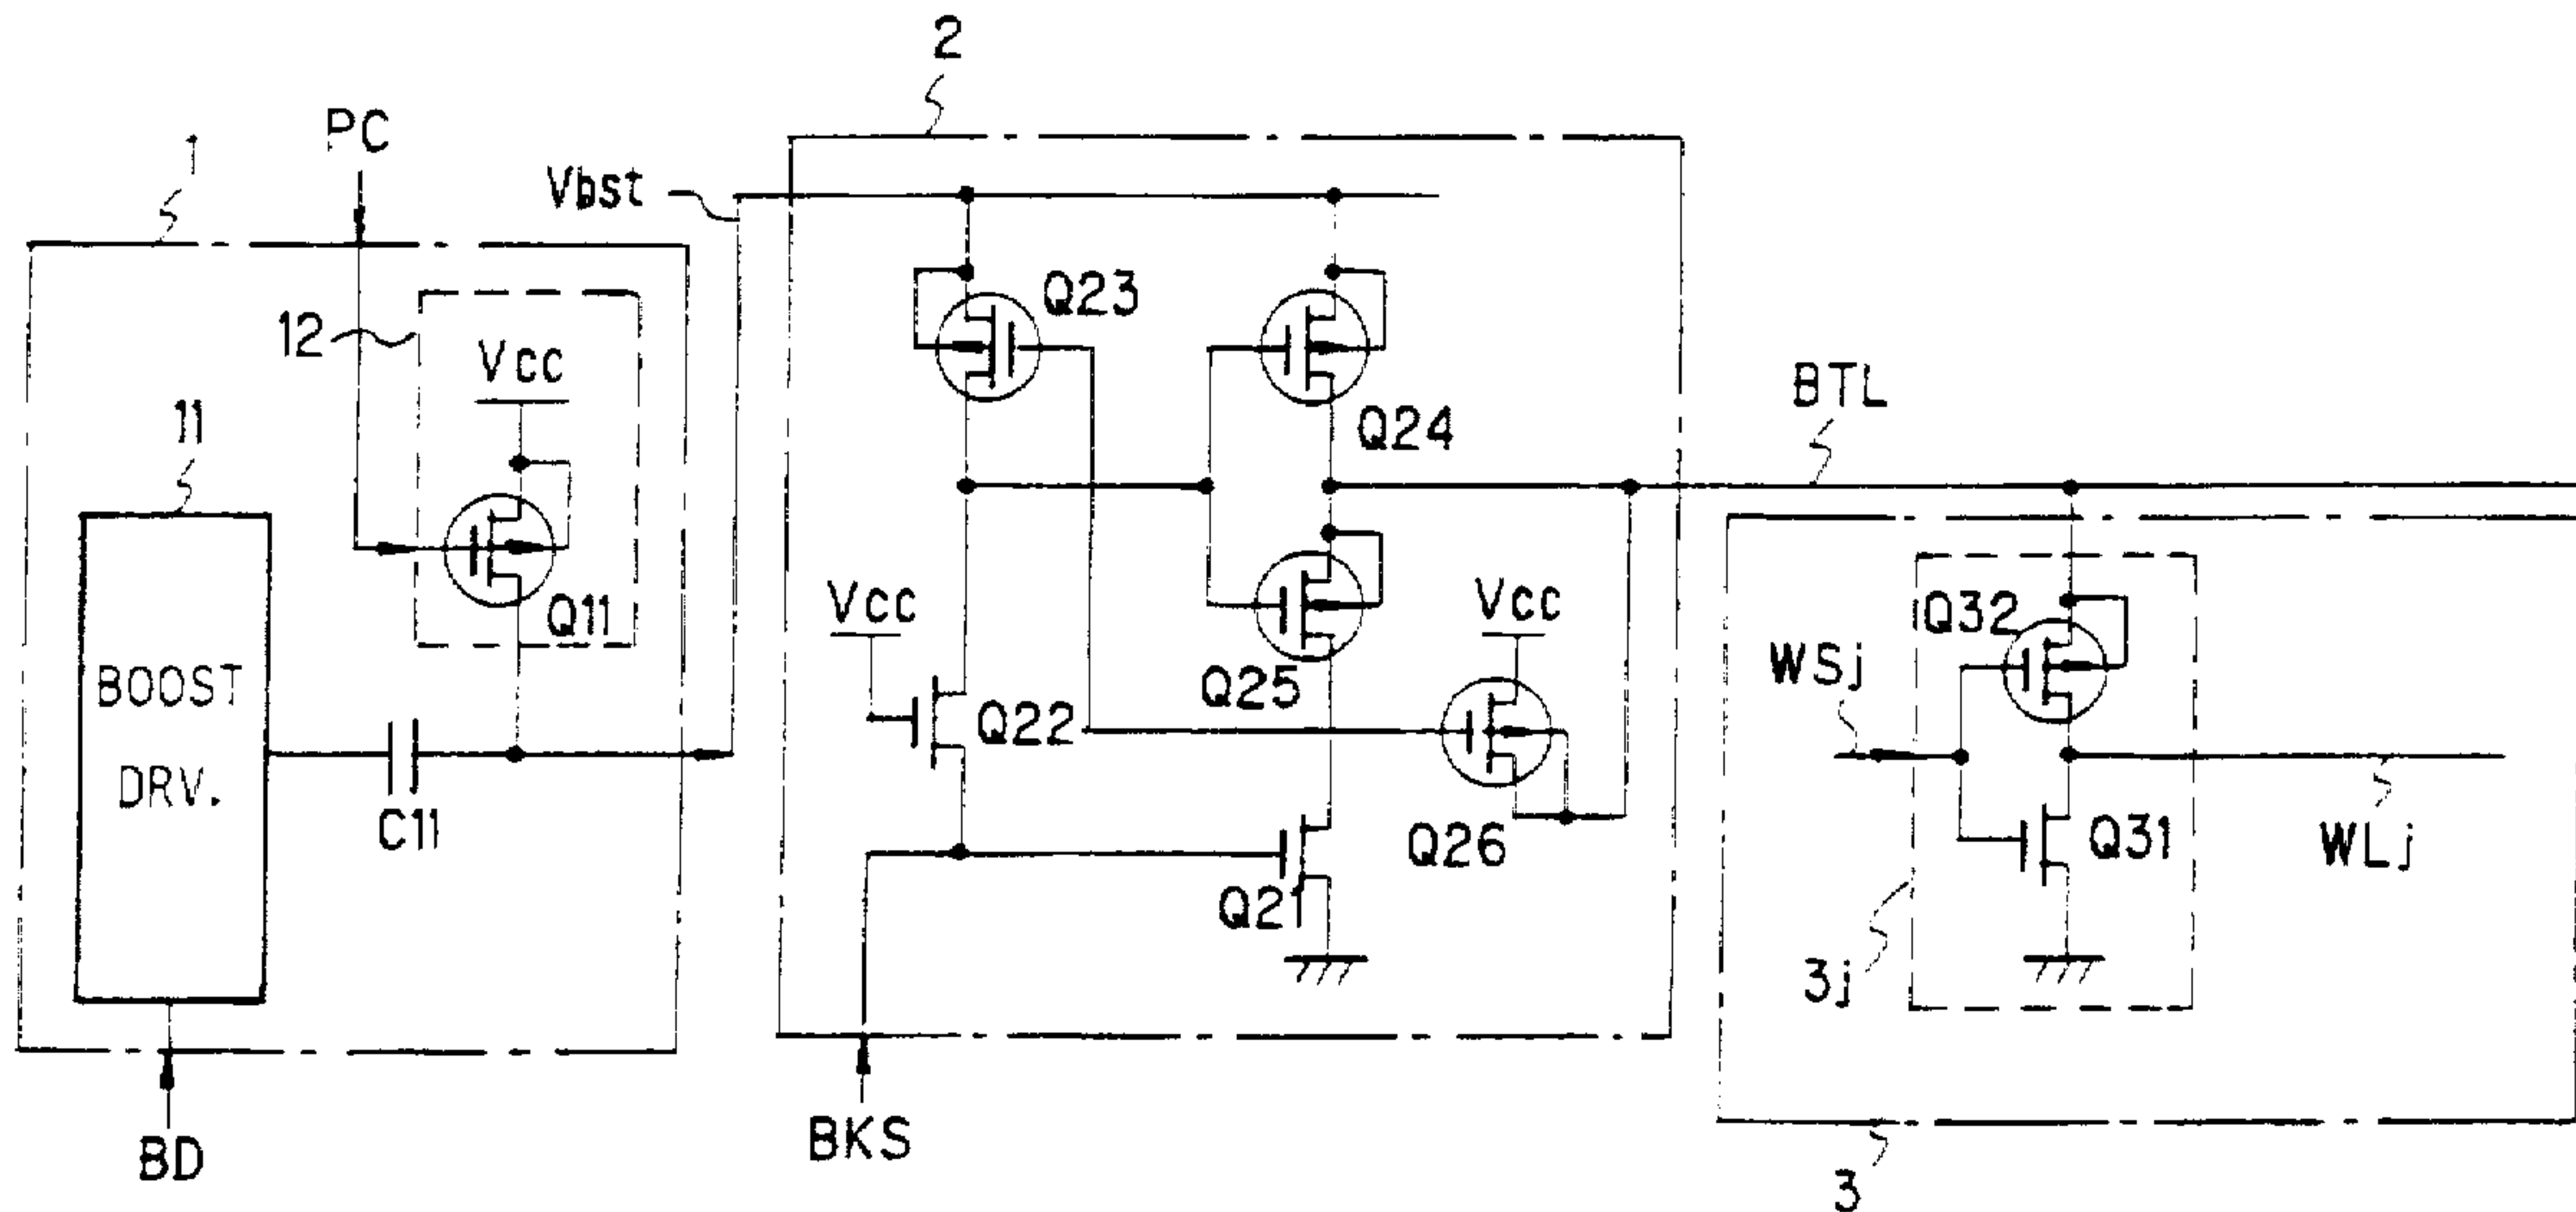 2
1
PC
Vbst
12
Vcc
Q23
11
Q24
BTL
Q11
BOOST
DRV.
C11
Vcc
Q22
Q25
Vcc
Q26
Q21
WSj
Q32
Q31
WLj
3j
BD
BKS
3